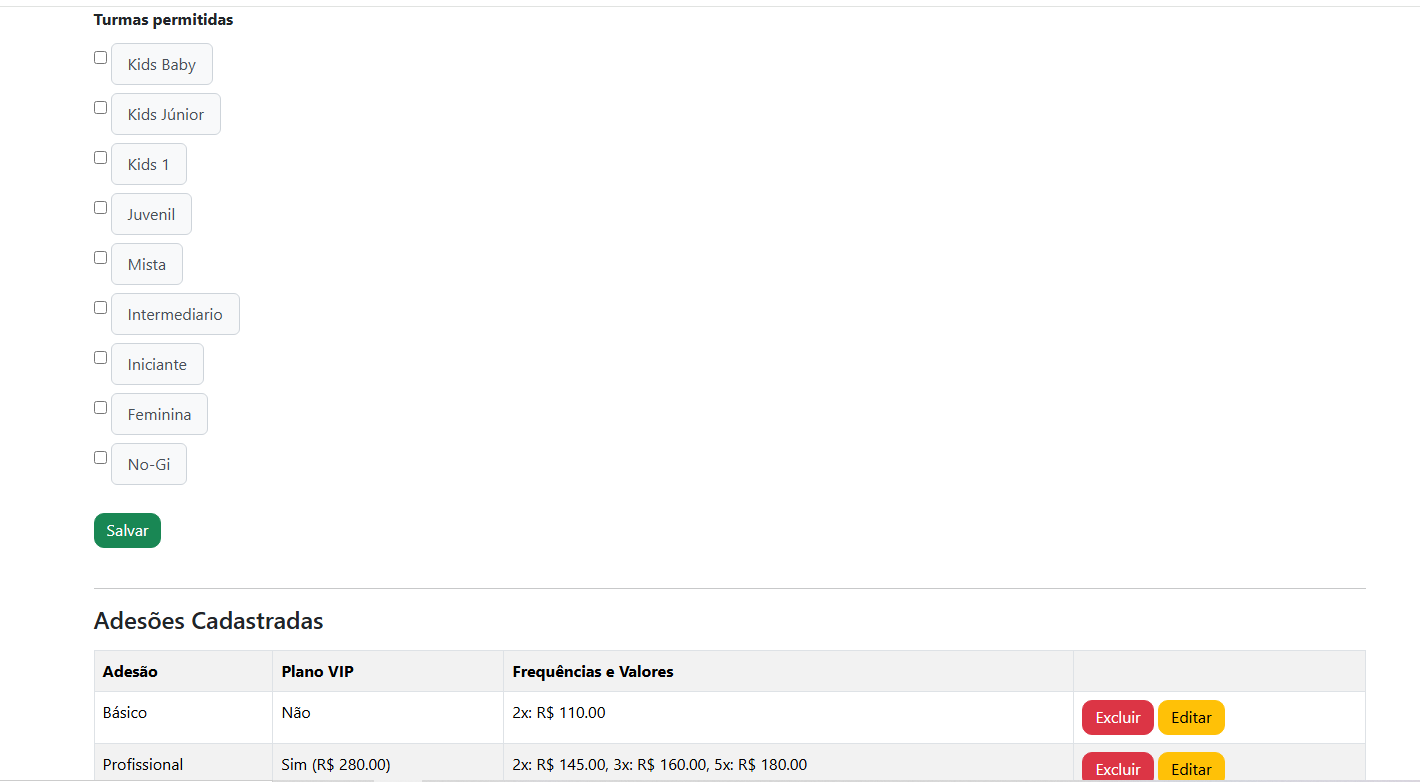 Turmas permitidas
Kids Baby
Kids Júnior
Kids 1
Juvenil
Mista
Intermediario
Iniciante
Feminina
No-Gi
Salvar
Adesões Cadastradas
Adesão Plano VIP Frequências e Valores
Básico Não 2x: R$ 110.00 Excluir Editar
Profissional Sim (R$ 280.00) 2x: R$ 145.00, 3x: R$ 160.00, 5x: R$ 180.00 Excluir Editar